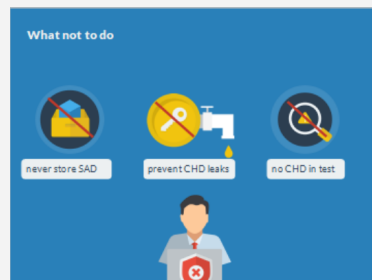 What not to do
never store SAD
prevent CHD leaks
no CHD in test